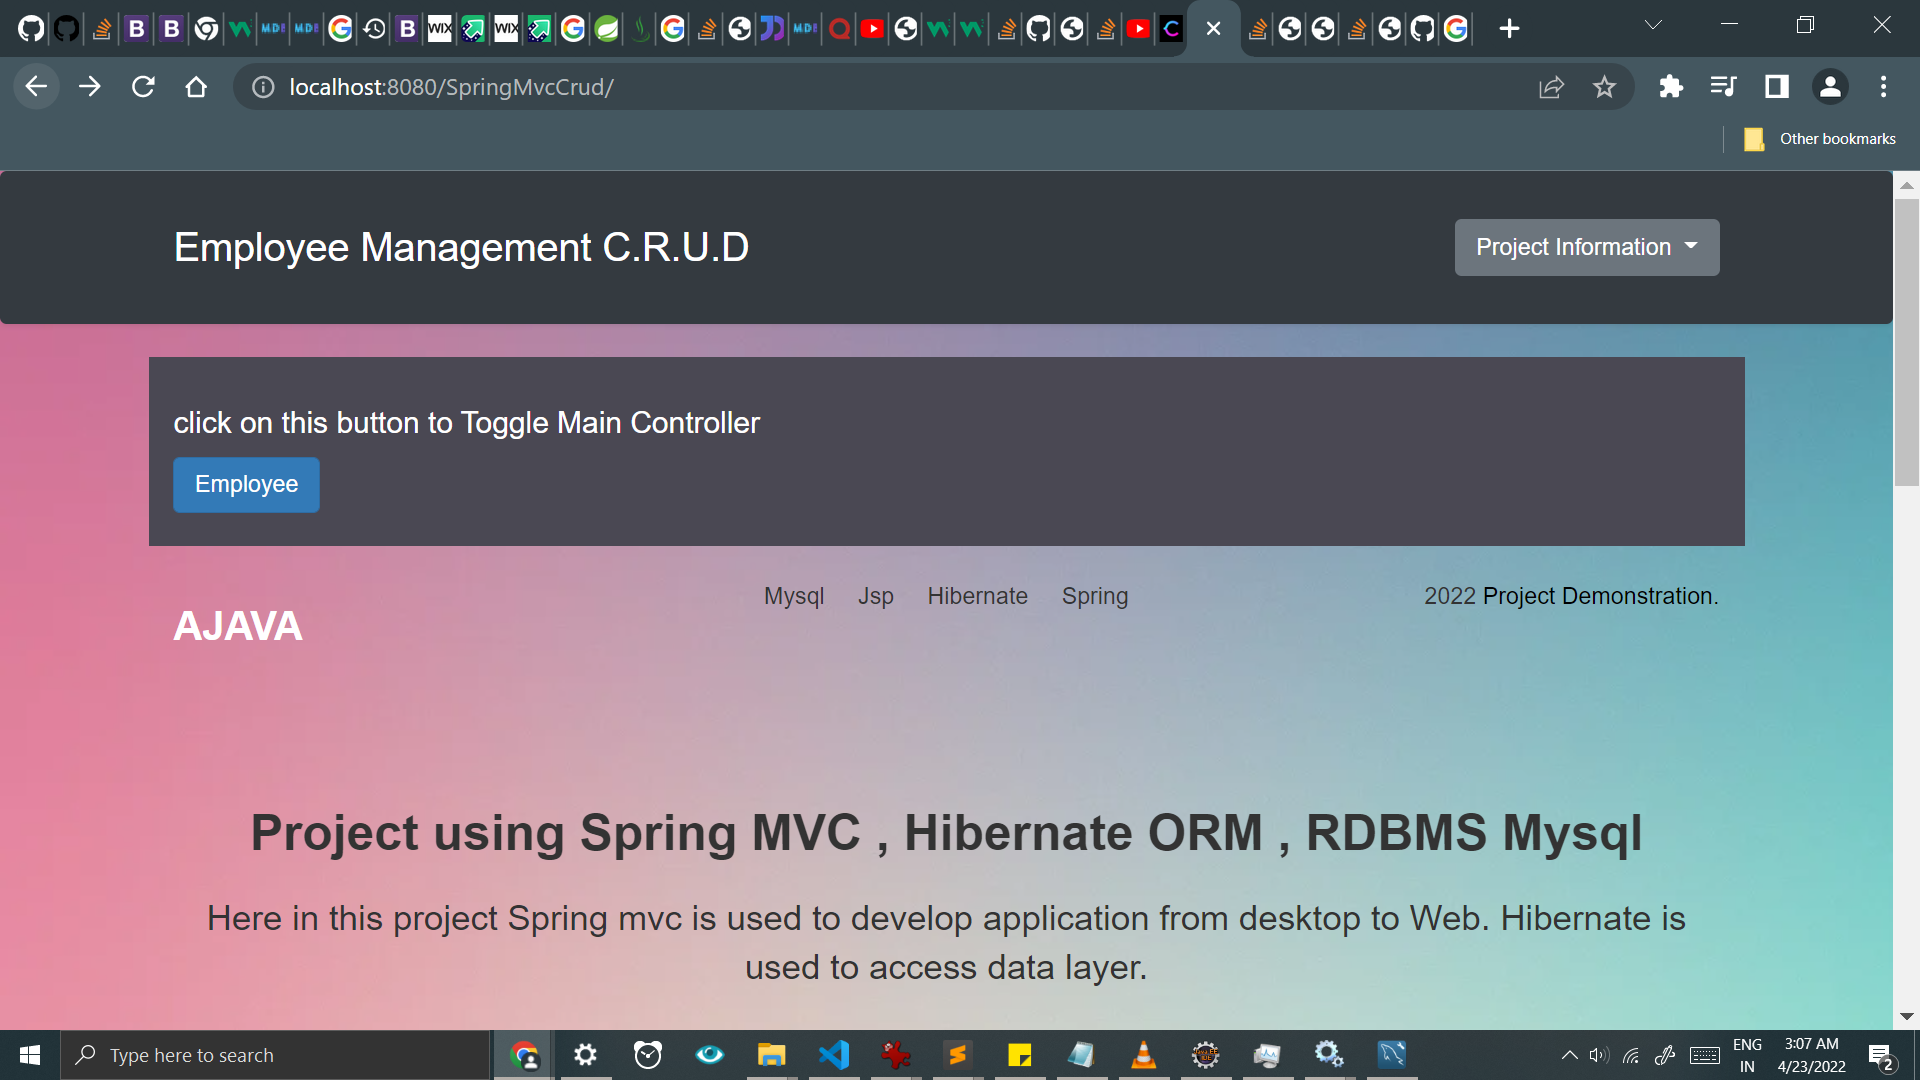 localhost:8080/SpringMvcCrud/
Other bookmarks
Employee Management C.R.U.D
Project Information
click on this button to Toggle Main Controller
Employee
AJAVA
Mysql Jsp Hibernate Spring
2022 Project Demonstration.
Project using Spring MVC , Hibernate ORM , RDBMS Mysql
Here in this project Spring mvc is used to develop application from desktop to Web. Hibernate is
used to access data layer.
Type here to search
ENG
IN
3:07 AM
4/23/2022
2